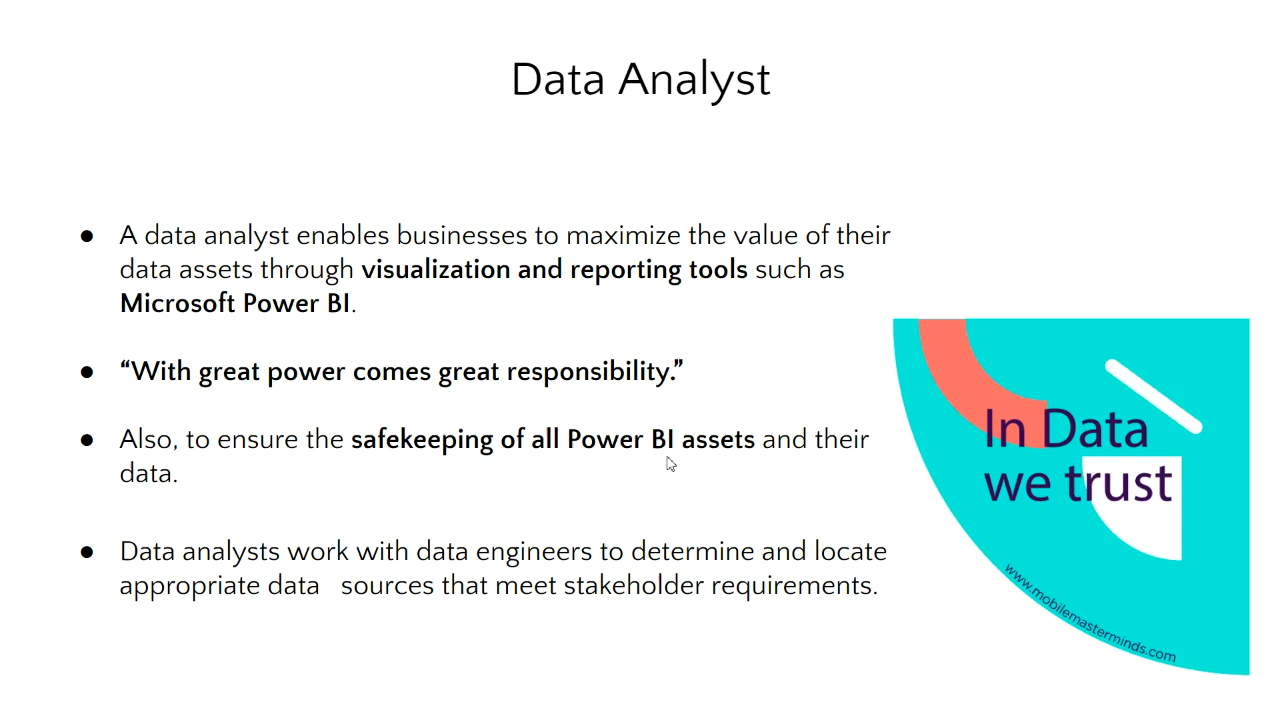 Data Analyst
● A data analyst enables businesses to maximize the value of their
data assets through visualization and reporting tools such as
Microsoft Power BI.
● “With great power comes great responsibility.”
● Also, to ensure the safekeeping of all Power BI assets and their
data.
● Data analysts work with data engineers to determine and locate
appropriate data sources that meet stakeholder requirements.
In Data
we trust
www.mobilemasterminds.com